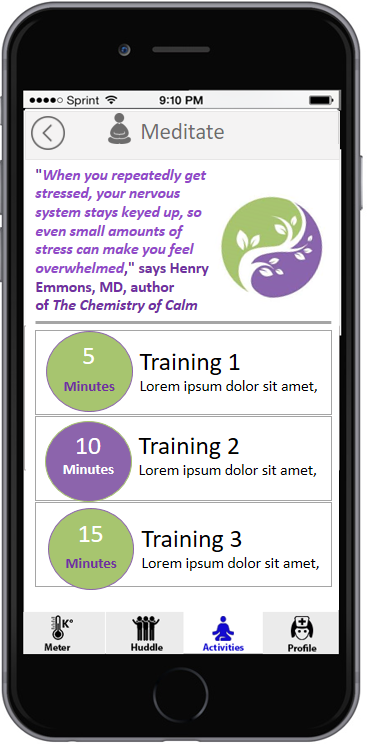 Sprint 9:10 PM
Meditate
"When you repeatedly get
stressed, your nervous
system stays keyed up, so
even small amounts of
stress can make you feel
overwhelmed," says Henry
Emmons, MD, author
of The Chemistry of Calm
5
Minutes
Training 1
Lorem ipsum dolor sit amet,
10
Minutes
Training 2
Lorem ipsum dolor sit amet,
15
Minutes
Training 3
Lorem ipsum dolor sit amet,
K°
Meter
Huddle
Activities
Profile